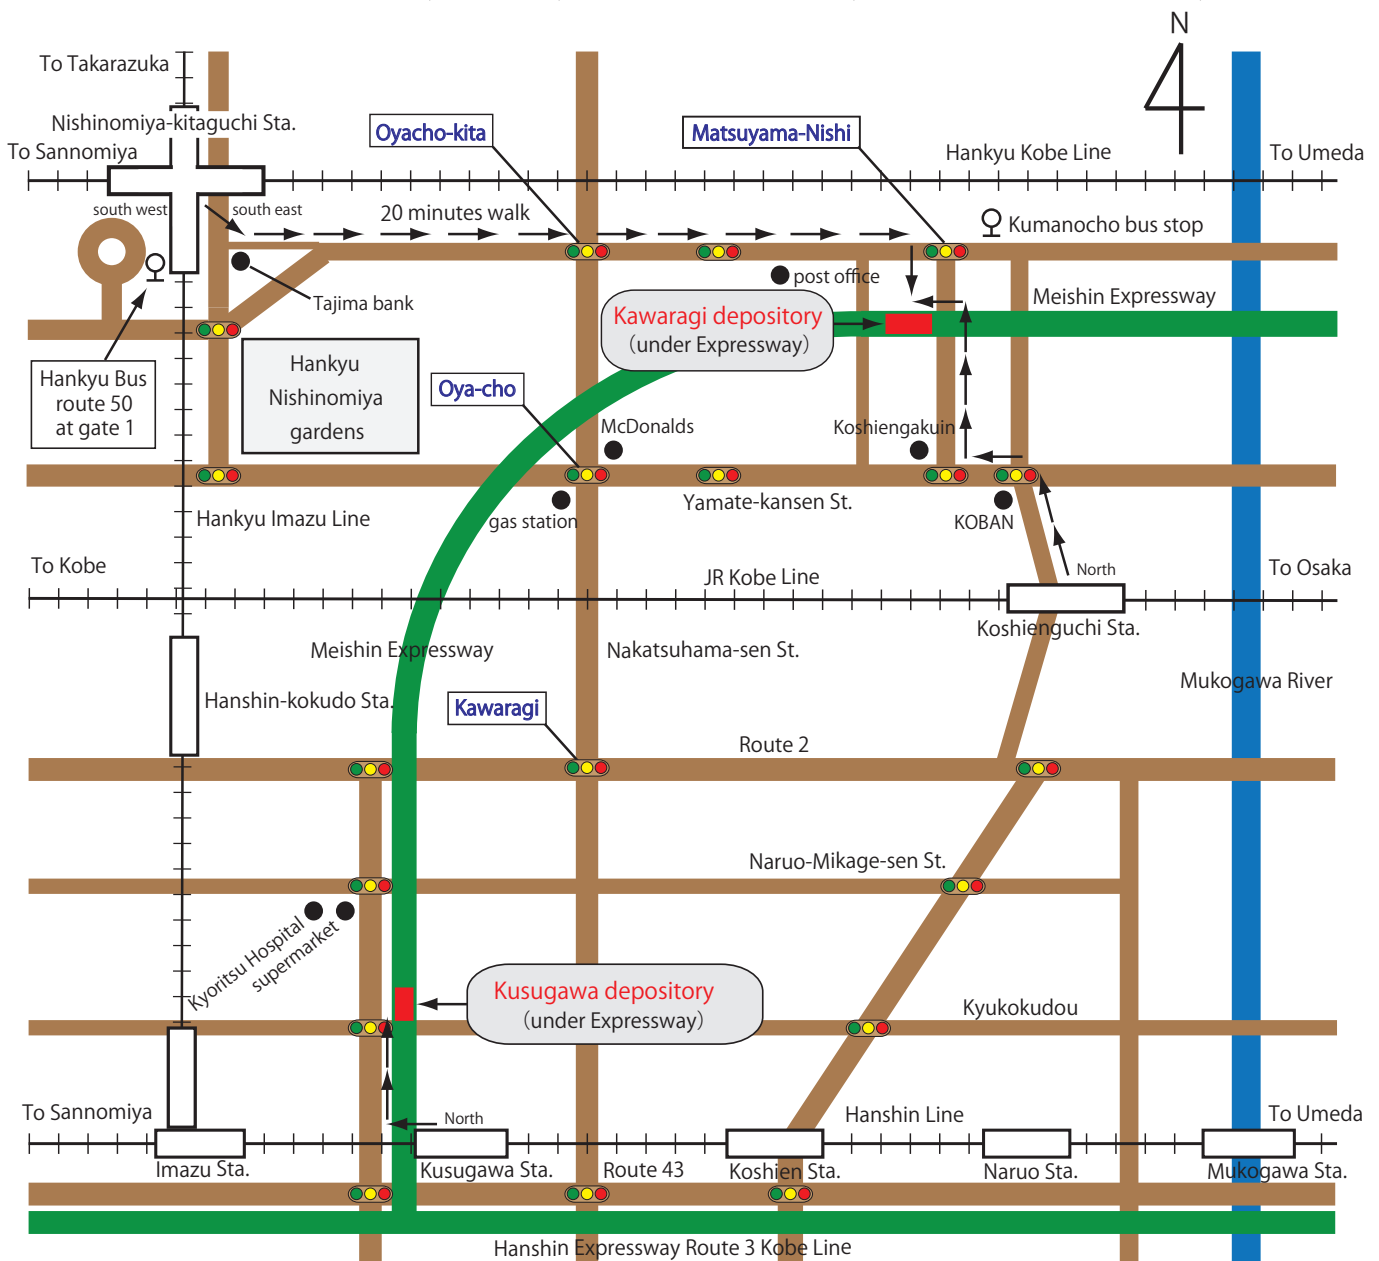 N
To Takarazuka
Nishinomiya-kitaguchi Sta.
Oyacho-kita
Matsuyama-Nishi
To Sannomiya
Hankyu Kobe Line
To Umeda
south west
south east
20 minutes walk
Kumanocho bus stop
post office
Tajima bank
Meishin Expressway
Kawaragi depository
(under Expressway)
Hankyu Bus
route 50
at gate 1
Hankyu
Nishinomiya
gardens
Oya-cho
McDonalds
Koshiengakuin
gas station
Yamate-kansen St.
KOBAN
Hankyu Imazu Line
To Kobe
JR Kobe Line
North
To Osaka
Koshienguchi Sta.
Meishin Expressway
Nakatsuhama-sen St.
Mukogawa River
Hanshin-kokudo Sta.
Kawaragi
Route 2
Naruo-Mikage-sen St.
Kyoritsu Hospital
supermarket
Kusugawa depository
(under Expressway)
Kyukokudou
To Sannomiya
North
Hanshin Line
To Umeda
Imazu Sta.
Kusugawa Sta.
Route 43
Koshien Sta.
Naruo Sta.
Mukogawa Sta.
Hanshin Expressway Route 3 Kobe Line